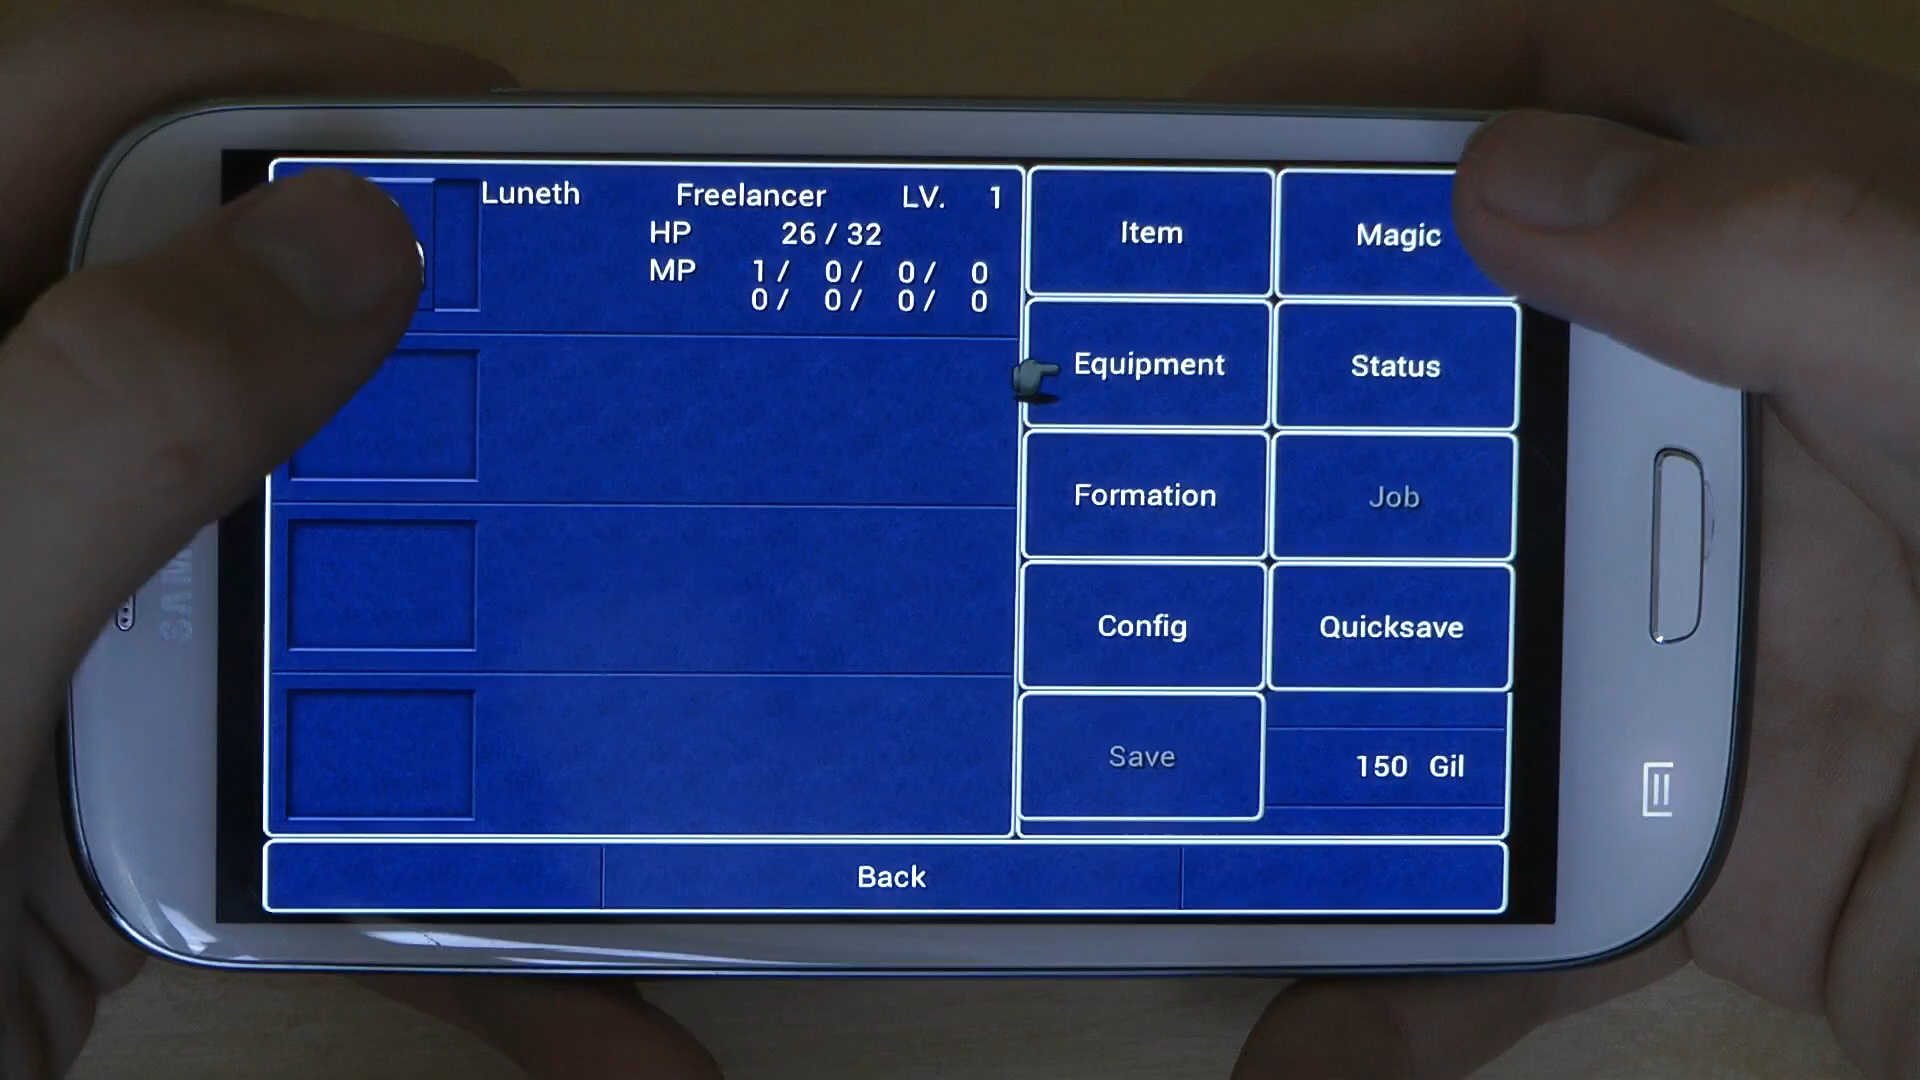 Luneth Freelancer LV. 1
HP 26 / 32
MP 1 / 0 / 0 / 0
0 / 0 / 0 / 0
Item
Magic
Equipment
Status
Formation
Job
Config
Quicksave
Save
150 Gil
Back